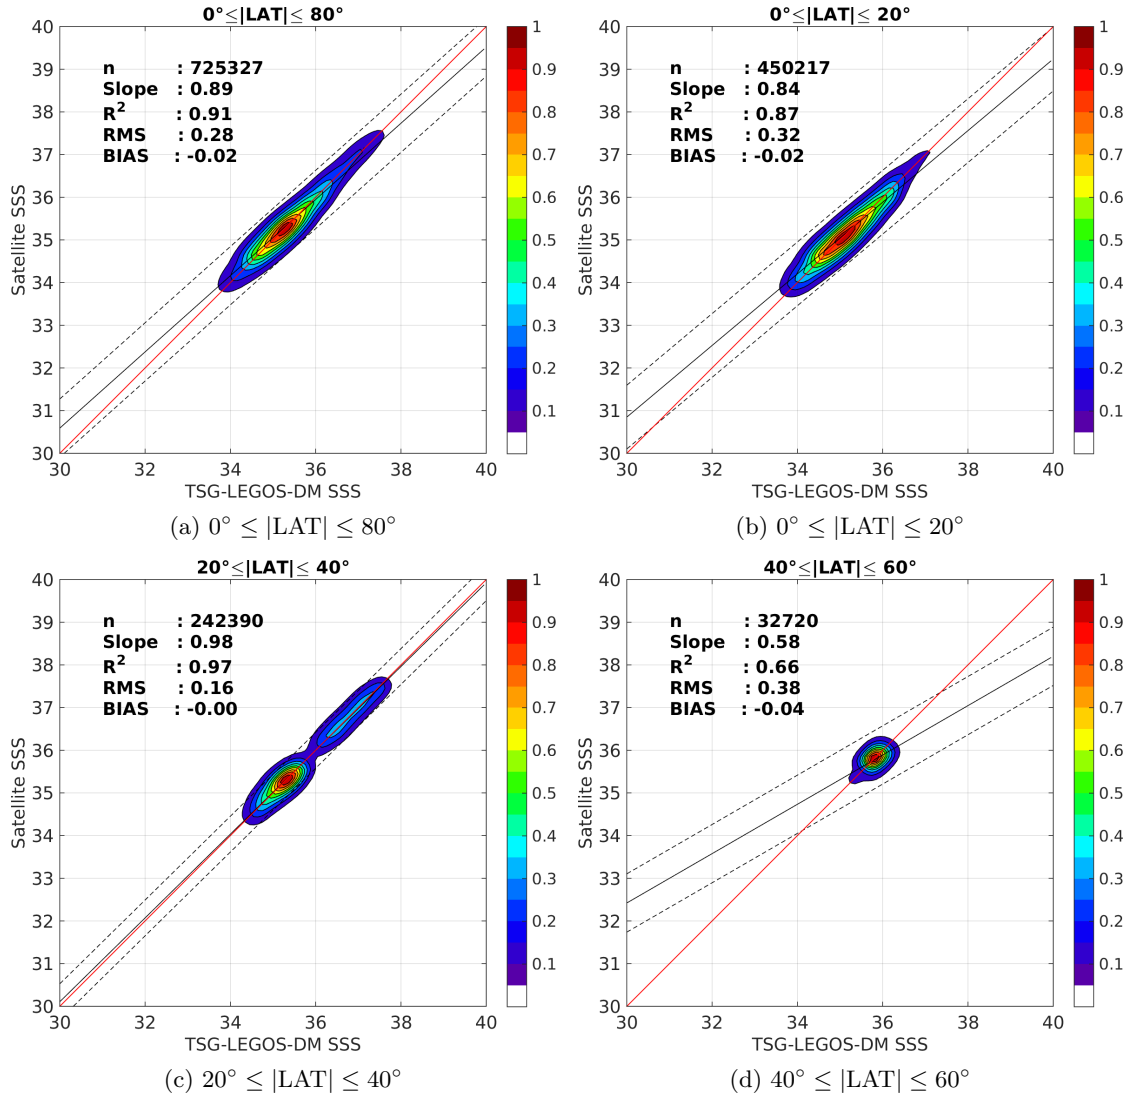 0°≤|LAT|≤ 80°
n : 725327
Slope : 0.89
R² : 0.91
RMS : 0.28
BIAS : -0.02
Satellite SSS
40
39
38
37
36
35
34
33
32
31
30
30 32 34 36 38 40
TSG-LEGOS-DM SSS
1
0.9
0.8
0.7
0.6
0.5
0.4
0.3
0.2
0.1
(a) 0° ≤ |LAT| ≤ 80°
0°≤|LAT|≤ 20°
n : 450217
Slope : 0.84
R² : 0.87
RMS : 0.32
BIAS : -0.02
Satellite SSS
40
39
38
37
36
35
34
33
32
31
30
30 32 34 36 38 40
TSG-LEGOS-DM SSS
1
0.9
0.8
0.7
0.6
0.5
0.4
0.3
0.2
0.1
(b) 0° ≤ |LAT| ≤ 20°
20°≤|LAT|≤ 40°
n : 242390
Slope : 0.98
R² : 0.97
RMS : 0.16
BIAS : -0.00
Satellite SSS
40
39
38
37
36
35
34
33
32
31
30
30 32 34 36 38 40
TSG-LEGOS-DM SSS
1
0.9
0.8
0.7
0.6
0.5
0.4
0.3
0.2
0.1
(c) 20° ≤ |LAT| ≤ 40°
40°≤|LAT|≤ 60°
n : 32720
Slope : 0.58
R² : 0.66
RMS : 0.38
BIAS : -0.04
Satellite SSS
40
39
38
37
36
35
34
33
32
31
30
30 32 34 36 38 40
TSG-LEGOS-DM SSS
1
0.9
0.8
0.7
0.6
0.5
0.4
0.3
0.2
0.1
(d) 40° ≤ |LAT| ≤ 60°